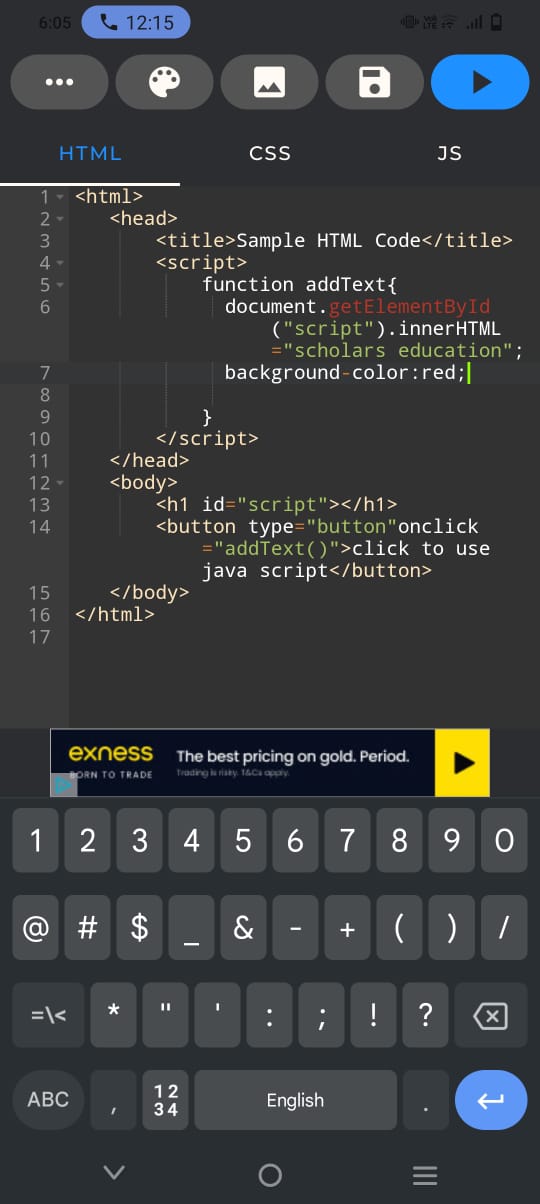 6:05 12:15 Vo) LTE
HTML CSS JS
1 <html>
2 <head>
3 <title>Sample HTML Code</title>
4 <script>
5 function addText{
6 document.getElementById
("script").innerHTML
="scholars education";
7 background-color:red;
8
9 }
10 </script>
11 </head>
12 <body>
13 <h1 id="script"></h1>
14 <button type="button"onclick
="addText()">click to use
java script</button>
15 </body>
16 </html>
17
exness The best pricing on gold. Period.
BORN TO TRADE Trading is risky. T&Cs apply.
1 2 3 4 5 6 7 8 9 0
@ # $ _ & - + ( ) /
=\< * " ' : ; ! ?
ABC , 12 English .
34